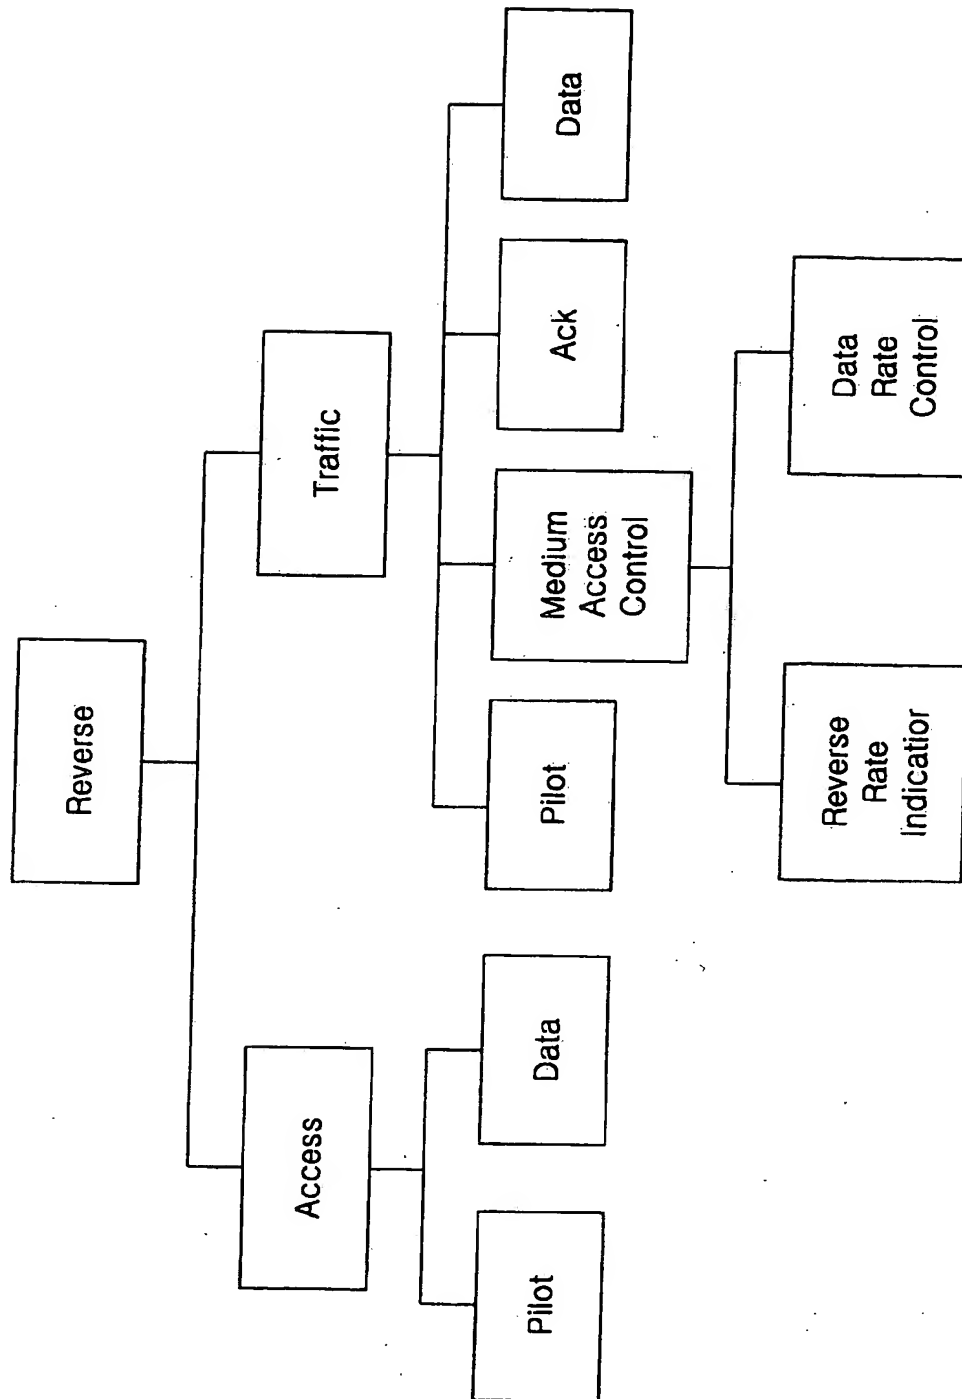 Reverse
Access
Traffic
Pilot
Data
Pilot
Medium
Access
Control
Ack
Data
Reverse
Rate
Indicatior
Data
Rate
Control